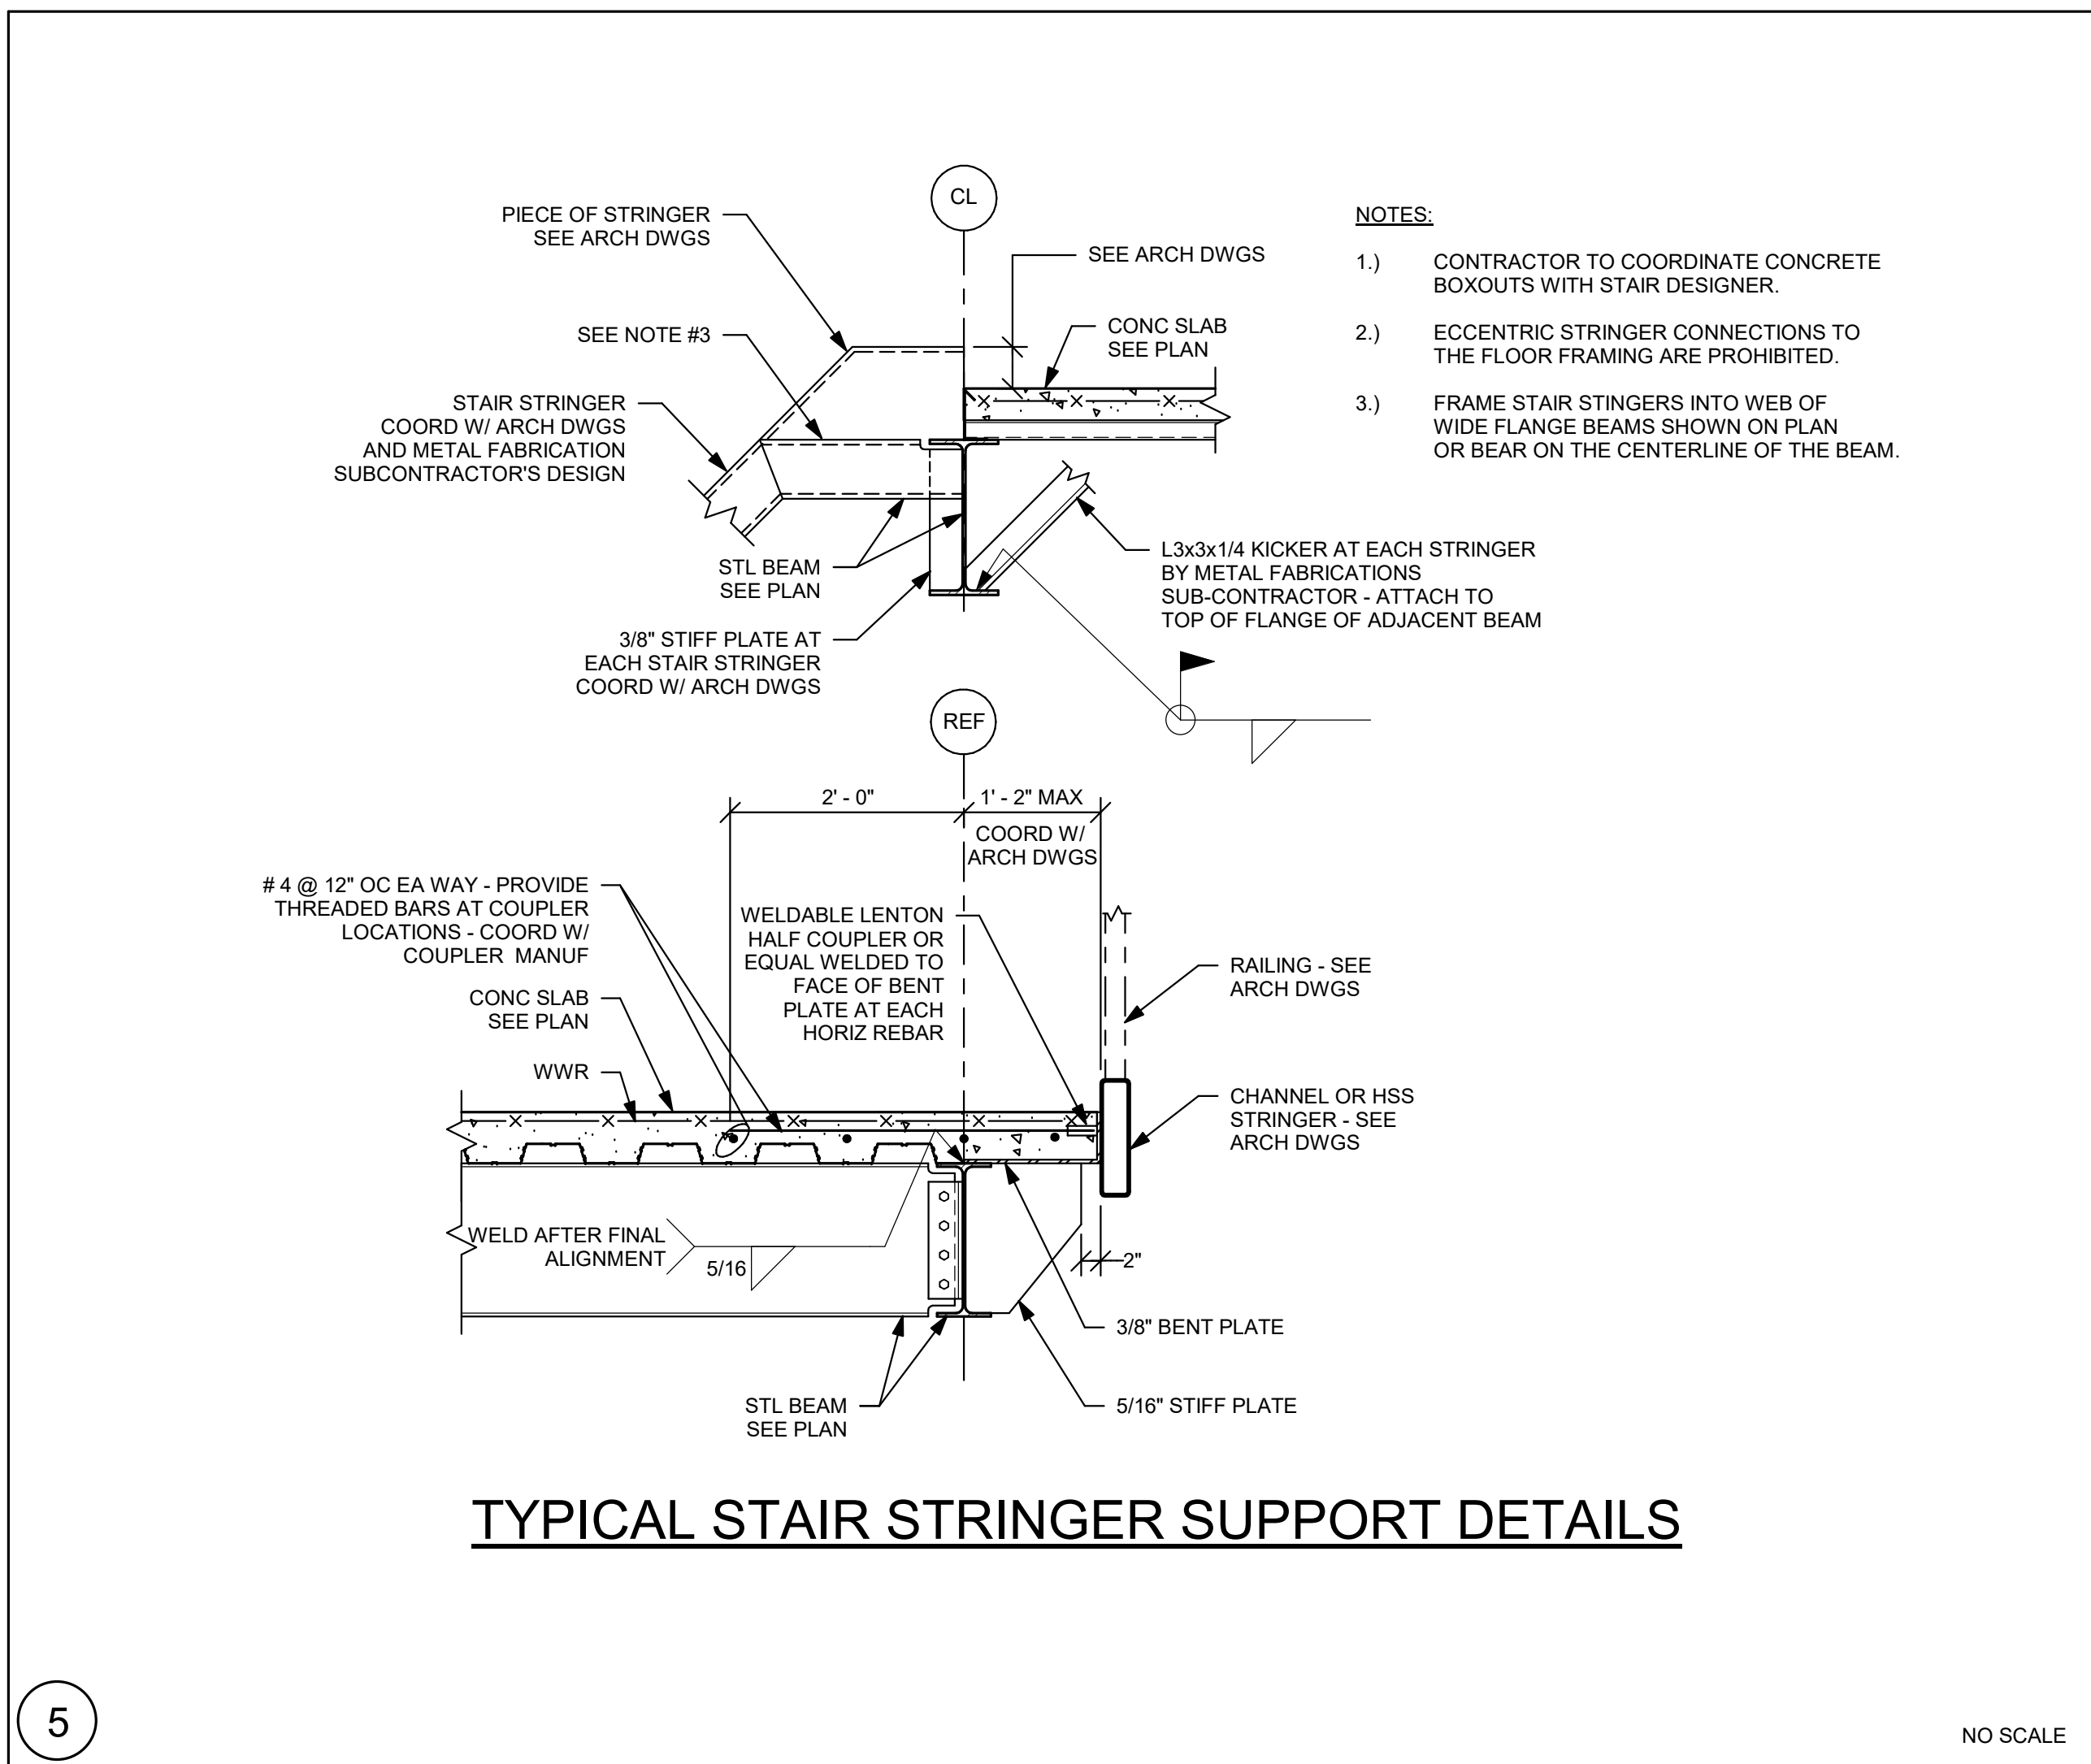 CL
PIECE OF STRINGER
SEE ARCH DWGS
SEE ARCH DWGS
SEE NOTE #3
CONC SLAB
SEE PLAN
STAIR STRINGER
COORD W/ ARCH DWGS
AND METAL FABRICATION
SUBCONTRACTOR'S DESIGN
STL BEAM
SEE PLAN
3/8" STIFF PLATE AT
EACH STAIR STRINGER
COORD W/ ARCH DWGS
L3x3x1/4 KICKER AT EACH STRINGER
BY METAL FABRICATIONS
SUB-CONTRACTOR - ATTACH TO
TOP OF FLANGE OF ADJACENT BEAM
NOTES:
1.) CONTRACTOR TO COORDINATE CONCRETE
BOXOUTS WITH STAIR DESIGNER.
2.) ECCENTRIC STRINGER CONNECTIONS TO
THE FLOOR FRAMING ARE PROHIBITED.
3.) FRAME STAIR STINGERS INTO WEB OF
WIDE FLANGE BEAMS SHOWN ON PLAN
OR BEAR ON THE CENTERLINE OF THE BEAM.
REF
2' - 0"
1' - 2" MAX
COORD W/
ARCH DWGS
# 4 @ 12" OC EA WAY - PROVIDE
THREADED BARS AT COUPLER
LOCATIONS - COORD W/
COUPLER MANUF
CONC SLAB
SEE PLAN
WWR
WELDABLE LENTON
HALF COUPLER OR
EQUAL WELDED TO
FACE OF BENT
PLATE AT EACH
HORIZ REBAR
RAILING - SEE
ARCH DWGS
CHANNEL OR HSS
STRINGER - SEE
ARCH DWGS
WELD AFTER FINAL
ALIGNMENT
5/16
2"
3/8" BENT PLATE
STL BEAM
SEE PLAN
5/16" STIFF PLATE
TYPICAL STAIR STRINGER SUPPORT DETAILS
5
NO SCALE